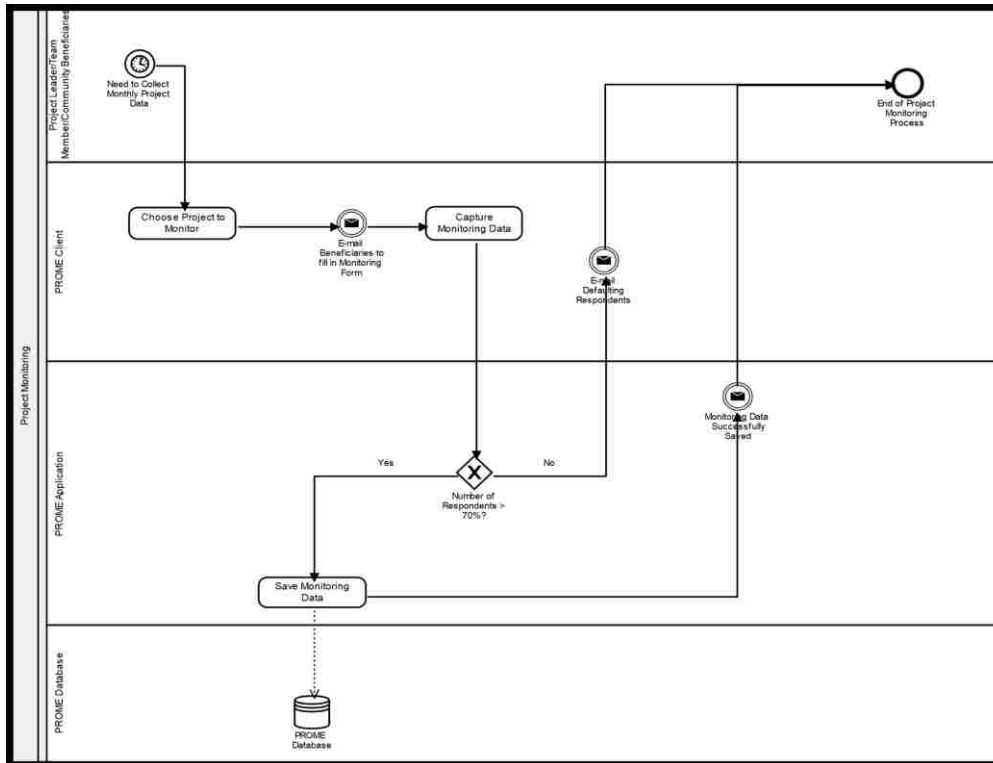 Project Monitoring
Project Leader/Team
Member/Community Beneficiaries
Need to Collect
Monthly Project
Data
End of Project
Monitoring
Process
PROME Client
Choose Project to
Monitor
E-mail
Beneficiaries to
fill in Monitoring
Form
Capture
Monitoring Data
E-mail
Defaulting
Respondents
PROME Application
Monitoring Data
Successfully
Saved
Yes
No
Number of
Respondents >
70%?
Save Monitoring
Data
PROME Database
PROME
Database